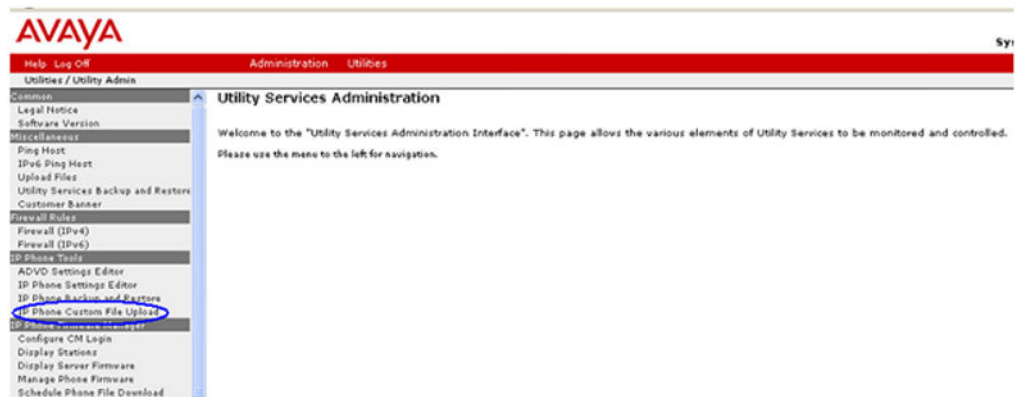 AVAYA
Sys
Help Log Off Administration Utilities
Utilities / Utility Admin
Common
Legal Notice
Software Version
Miscellaneous
Ping Host
IPv6 Ping Host
Upload Files
Utility Services Backup and Restore
Customer Banner
Firewall Rules
Firewall (IPv4)
Firewall (IPv6)
IP Phone Tools
ADVD Settings Editor
IP Phone Settings Editor
IP Phone Backup and Restore
IP Phone Custom File Upload
IP Phone Firmware Manager
Configure CM Login
Display Stations
Display Server Firmware
Manage Phone Firmware
Schedule Phone File Download
Utility Services Administration
Welcome to the "Utility Services Administration Interface". This page allows the various elements of Utility Services to be monitored and controlled.
Please use the menu to the left for navigation.